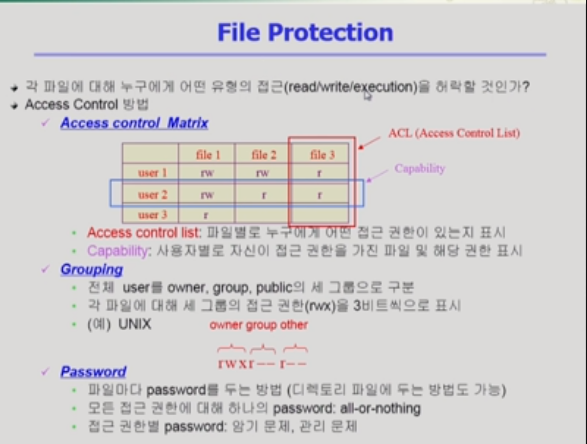 File Protection
각 파일에 대해 누구에게 어떤 유형의 접근(read/write/execution)을 허락할 것인가?
Access Control 방법
Access control Matrix
ACL (Access Control List)
file 1 file 2 file 3
user 1 rw rw r
Capability
user 2 rw r r
user 3 r
Access control list: 파일별로 누구에게 어떤 접근 권한이 있는지 표시
Capability: 사용자별로 자신이 접근 권한을 가진 파일 및 해당 권한 표시
Grouping
전체 user를 owner, group, public의 세 그룹으로 구분
각 파일에 대해 세 그룹의 접근 권한(rwx)을 3비트씩으로 표시
(예) UNIX owner group other
rwxr-- r--
Password
파일마다 password를 두는 방법 (디렉토리 파일에 두는 방법도 가능)
모든 접근 권한에 대해 하나의 password: all-or-nothing
접근 권한별 password: 암기 문제, 관리 문제